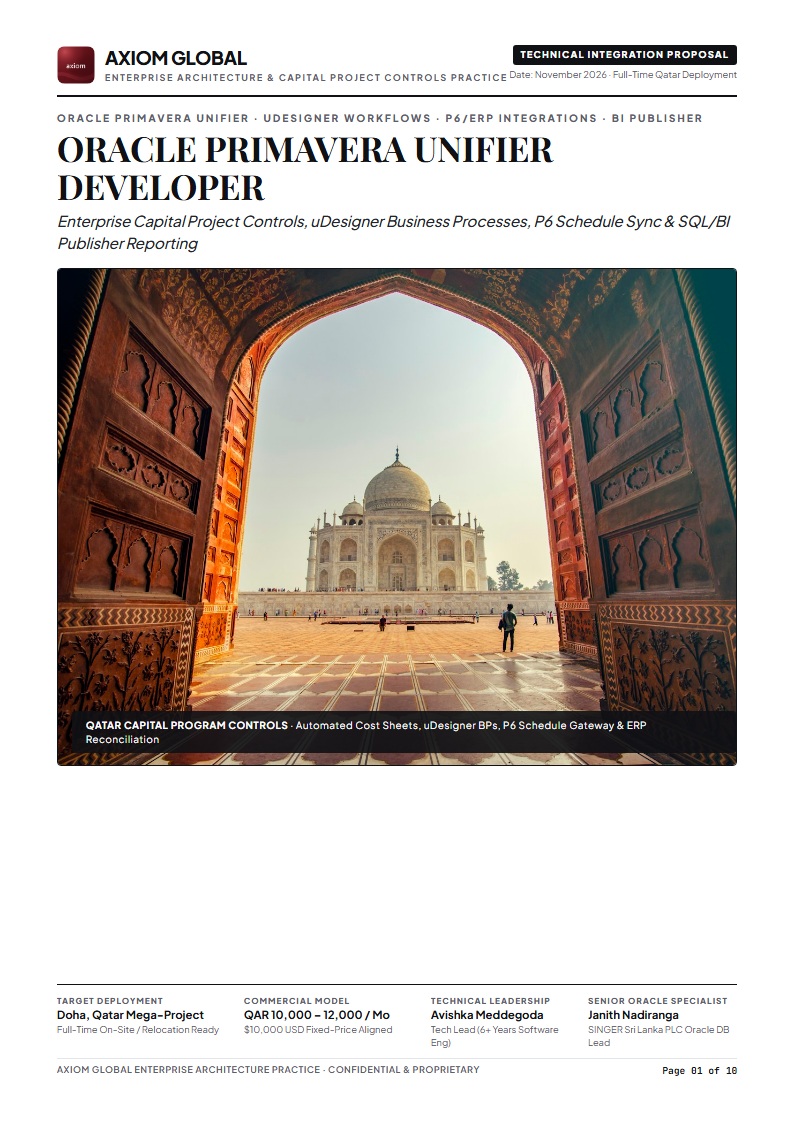 axiom
AXIOM GLOBAL
ENTERPRISE ARCHITECTURE & CAPITAL PROJECT CONTROLS PRACTICE
TECHNICAL INTEGRATION PROPOSAL
Date: November 2026 · Full-Time Qatar Deployment
ORACLE PRIMAVERA UNIFIER · UDESIGNER WORKFLOWS · P6/ERP INTEGRATIONS · BI PUBLISHER
ORACLE PRIMAVERA UNIFIER
DEVELOPER
Enterprise Capital Project Controls, uDesigner Business Processes, P6 Schedule Sync & SQL/BI
Publisher Reporting
QATAR CAPITAL PROGRAM CONTROLS · Automated Cost Sheets, uDesigner BPs, P6 Schedule Gateway & ERP
Reconciliation
TARGET DEPLOYMENT
Doha, Qatar Mega-Project
Full-Time On-Site / Relocation Ready
COMMERCIAL MODEL
QAR 10,000 – 12,000 / Mo
$10,000 USD Fixed-Price Aligned
TECHNICAL LEADERSHIP
Avishka Meddegoda
Tech Lead (6+ Years Software
Eng)
SENIOR ORACLE SPECIALIST
Janith Nadiranga
SINGER Sri Lanka PLC Oracle DB
Lead
AXIOM GLOBAL ENTERPRISE ARCHITECTURE PRACTICE · CONFIDENTIAL & PROPRIETARY
Page 01 of 10